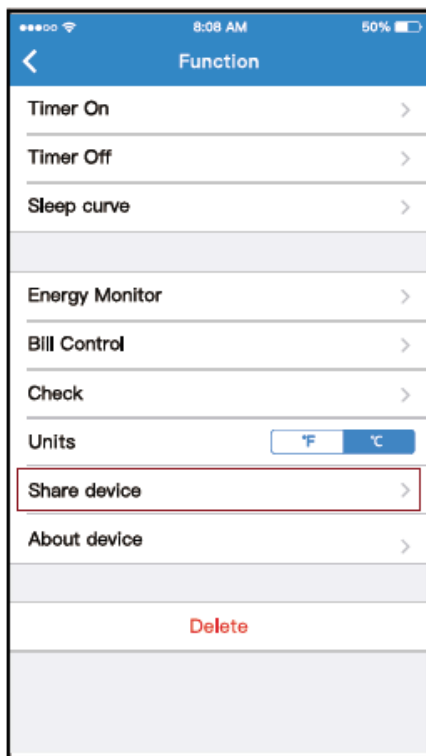 8:08 AM 50%
Function
Timer On
Timer Off
Sleep curve
Energy Monitor
Bill Control
Check
Units °F °C
Share device
About device
Delete